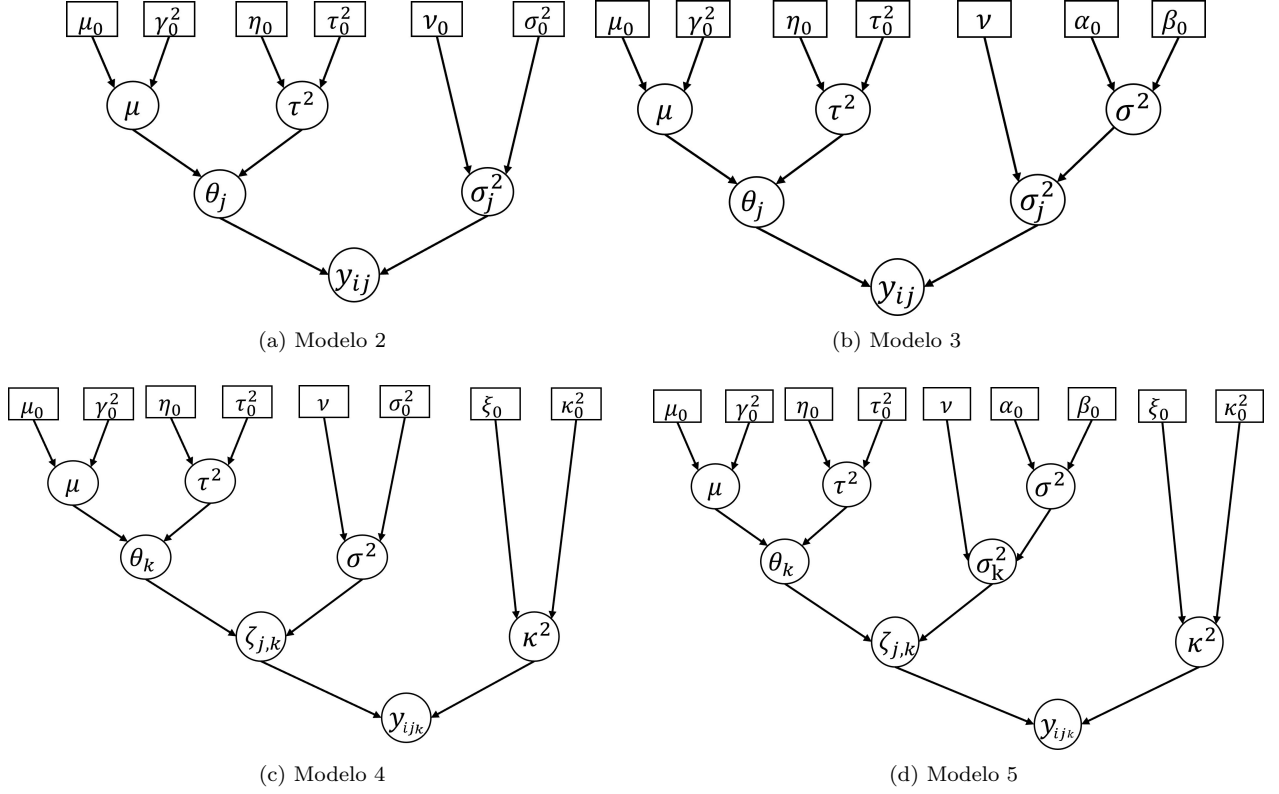 μ₀ γ₀² η₀ τ₀² ν₀ σ₀²
μ τ²
θⱼ σⱼ²
yᵢⱼ
(a) Modelo 2
μ₀ γ₀² η₀ τ₀² ν α₀ β₀
μ τ² σ²
θⱼ σⱼ²
yᵢⱼ
(b) Modelo 3
μ₀ γ₀² η₀ τ₀² ν σ₀² ξ₀ κ₀²
μ τ²
θₖ σ²
ζj,k κ²
yᵢⱼₖ
(c) Modelo 4
μ₀ γ₀² η₀ τ₀² ν α₀ β₀ ξ₀ κ₀²
μ τ² σ²
θₖ σₖ²
ζj,k κ²
yᵢⱼₖ
(d) Modelo 5